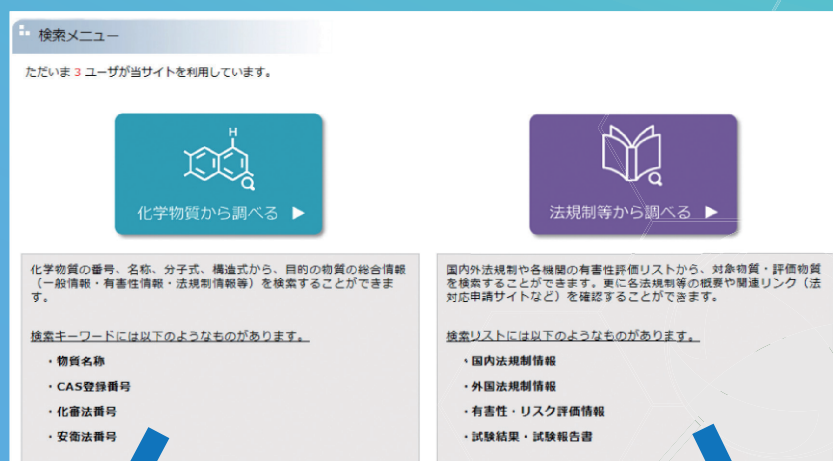 検索メニュー
ただいま 3 ユーザが当サイトを利用しています。
H
化学物質から調べる ▶
化学物質の番号、名称、分子式、構造式から、目的の物質の総合情報
（一般情報・有害性情報・法規制情報等）を検索することができま
す。
検索キーワードには以下のようなものがあります。
・物質名称
・CAS登録番号
・化審法番号
・安衛法番号
法規制等から調べる ▶
国内外法規制や各機関の有害性評価リストから、対象物質・評価物質
を検索することができます。更に各法規制等の概要や関連リンク（法
対応申請サイトなど）を確認することができます。
検索リストには以下のようなものがあります。
・国内法規制情報
・外国法規制情報
・有害性・リスク評価情報
・試験結果・試験報告書